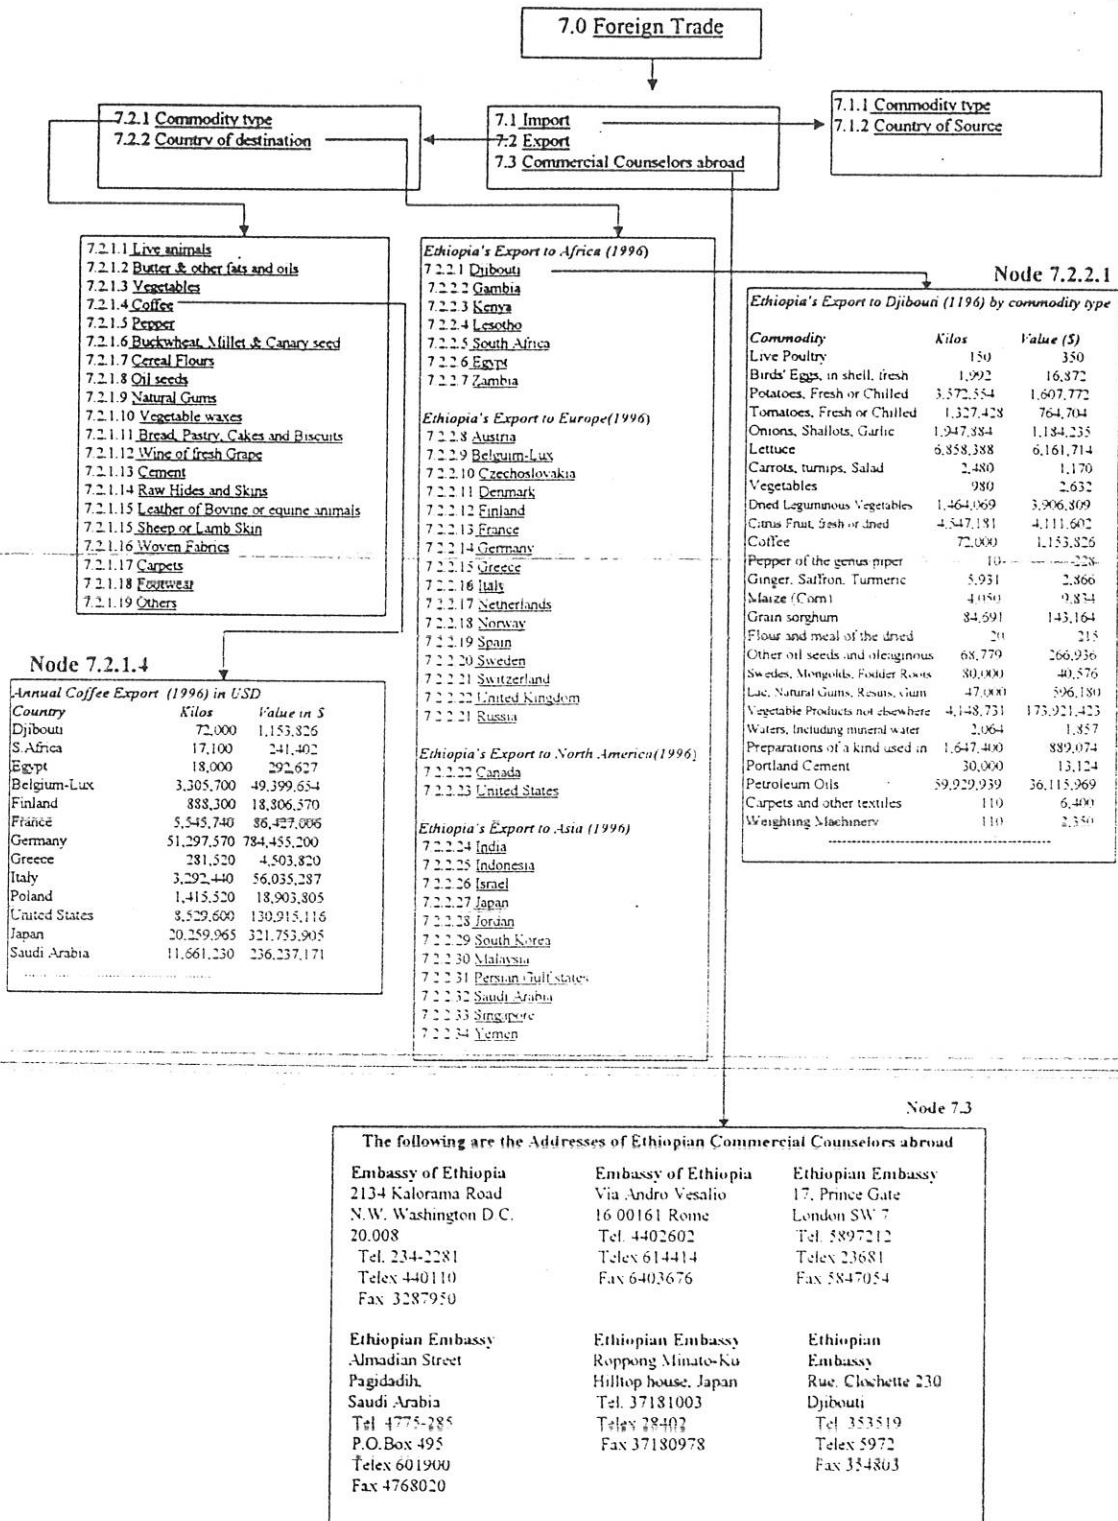 7.0 Foreign Trade
7.2.1 Commodity type
7.2.2 Country of destination
7.1 Import
7.2 Export
7.3 Commercial Counselors abroad
7.1.1 Commodity type
7.1.2 Country of Source
7.2.1.1 Live animals
7.2.1.2 Butter & other fats and oils
7.2.1.3 Vegetables
7.2.1.4 Coffee
7.2.1.5 Pepper
7.2.1.6 Buckwheat, Millet & Canary seed
7.2.1.7 Cereal Flours
7.2.1.8 Oil seeds
7.2.1.9 Natural Gums
7.2.1.10 Vegetable waxes
7.2.1.11 Bread, Pastry, Cakes and Biscuits
7.2.1.12 Wine of fresh Grape
7.2.1.13 Cement
7.2.1.14 Raw Hides and Skins
7.2.1.15 Leather of Bovine or equine animals
7.2.1.15 Sheep or Lamb Skin
7.2.1.16 Woven Fabrics
7.2.1.17 Carpets
7.2.1.18 Footwear
7.2.1.19 Others
Ethiopia's Export to Africa (1996)
7.2.2.1 Djibouti
7.2.2.2 Gambia
7.2.2.3 Kenya
7.2.2.4 Lesotho
7.2.2.5 South Africa
7.2.2.6 Egypt
7.2.2.7 Zambia
Ethiopia's Export to Europe(1996)
7.2.2.8 Austria
7.2.2.9 Belguim-Lux
7.2.2.10 Czechoslovakia
7.2.2.11 Denmark
7.2.2.12 Finland
7.2.2.13 France
7.2.2.14 Germany
7.2.2.15 Greece
7.2.2.16 Italy
7.2.2.17 Netherlands
7.2.2.18 Norway
7.2.2.19 Spain
7.2.2.20 Sweden
7.2.2.21 Switzerland
7.2.2.22 United Kingdom
7.2.2.21 Russia
Ethiopia's Export to North America(1996)
7.2.2.22 Canada
7.2.2.23 United States
Ethiopia's Export to Asia (1996)
7.2.2.24 India
7.2.2.25 Indonesia
7.2.2.26 Israel
7.2.2.27 Japan
7.2.2.28 Jordan
7.2.2.29 South Korea
7.2.2.30 Malaysia
7.2.2.31 Persian Gulf states
7.2.2.32 Saudi Arabia
7.2.2.33 Singapore
7.2.2.34 Yemen
Node 7.2.2.1
Ethiopia's Export to Djibouti (1196) by commodity type
Commodity Kilos Value ($)
Live Poultry 150 350
Birds' Eggs, in shell, fresh 1,992 16,872
Potatoes, Fresh or Chilled 3,572,554 1,607,772
Tomatoes, Fresh or Chilled 1,327,428 764,704
Onions, Shallots, Garlic 1,947,884 1,184,235
Lettuce 6,858,388 6,161,714
Carrots, turnips, Salad 2,480 1,170
Vegetables 980 2,632
Dried Leguminous Vegetables 1,464,069 3,906,809
Citrus Fruit, fresh or dried 4,547,181 4,111,602
Coffee 72,000 1,153,826
Pepper of the genus piper 10 228
Ginger, Saffron, Turmeric 5,931 2,866
Maize (Corn) 4,050 9,834
Grain sorghum 84,691 143,164
Flour and meal of the dried 20 215
Other oil seeds and oleaginous 68,779 266,936
Swedes, Mongolds, Fodder Roots 80,000 40,576
Lac, Natural Gums, Resins, Gum 47,000 596,180
Vegetable Products not elsewhere 4,148,731 173,921,423
Waters, Including mineral water 2,064 1,857
Preparations of a kind used in 1,647,400 889,074
Portland Cement 30,000 13,124
Petroleum Oils 59,929,939 36,115,969
Carpets and other textiles 110 6,400
Weighting Machinery 110 2,350
Node 7.2.1.4
Annual Coffee Export (1996) in USD
Country Kilos Value in $
Djibouti 72,000 1,153,826
S.Africa 17,100 241,402
Egypt 18,000 292,627
Belgium-Lux 3,305,700 49,399,654
Finland 888,300 18,806,570
France 5,545,740 86,427,006
Germany 51,297,570 784,455,200
Greece 281,520 4,503,820
Italy 3,292,440 56,035,287
Poland 1,415,520 18,903,805
United States 8,529,600 130,915,116
Japan 20,259,965 321,753,905
Saudi Arabia 11,661,230 236,237,171
Node 7.3
The following are the Addresses of Ethiopian Commercial Counselors abroad
Embassy of Ethiopia
2134 Kalorama Road
N.W. Washington D.C.
20.008
Tel. 234-2281
Telex 440110
Fax 3287950
Embassy of Ethiopia
Via Andro Vesalio
16 00161 Rome
Tel. 4402602
Telex 614414
Fax 6403676
Ethiopian Embassy
17, Prince Gate
London SW 7
Tel. 5897212
Telex 23681
Fax 5847054
Ethiopian Embassy
Almadian Street
Pagidadih,
Saudi Arabia
Tel 4775-285
P.O.Box 495
Telex 601900
Fax 4768020
Ethiopian Embassy
Roppong Minato-Ku
Hilltop house, Japan
Tel. 37181003
Telex 28402
Fax 37180978
Ethiopian
Embassy
Rue, Clochette 230
Djibouti
Tel 353519
Telex 5972
Fax 354803